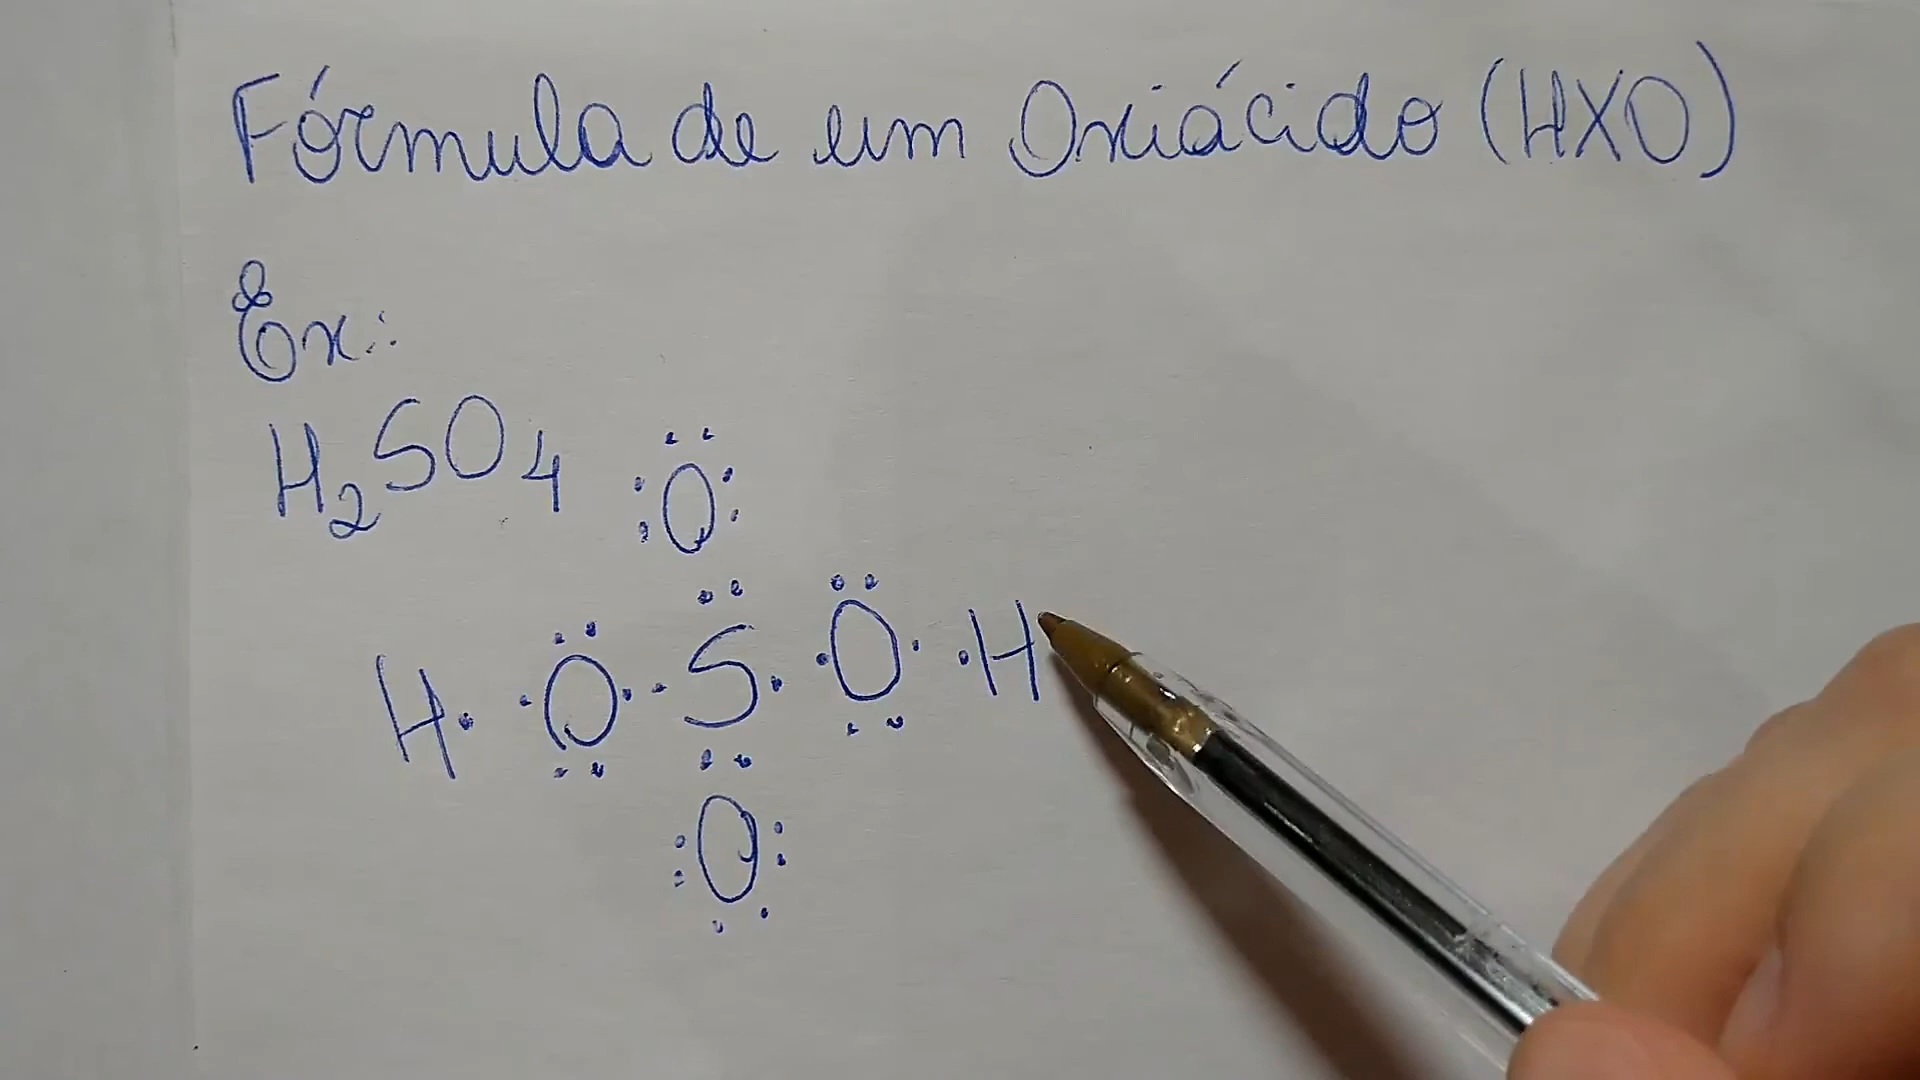 Fórmula de um Oxiácido (HXO)
Ex:
H2SO4
O
H O S O H
O